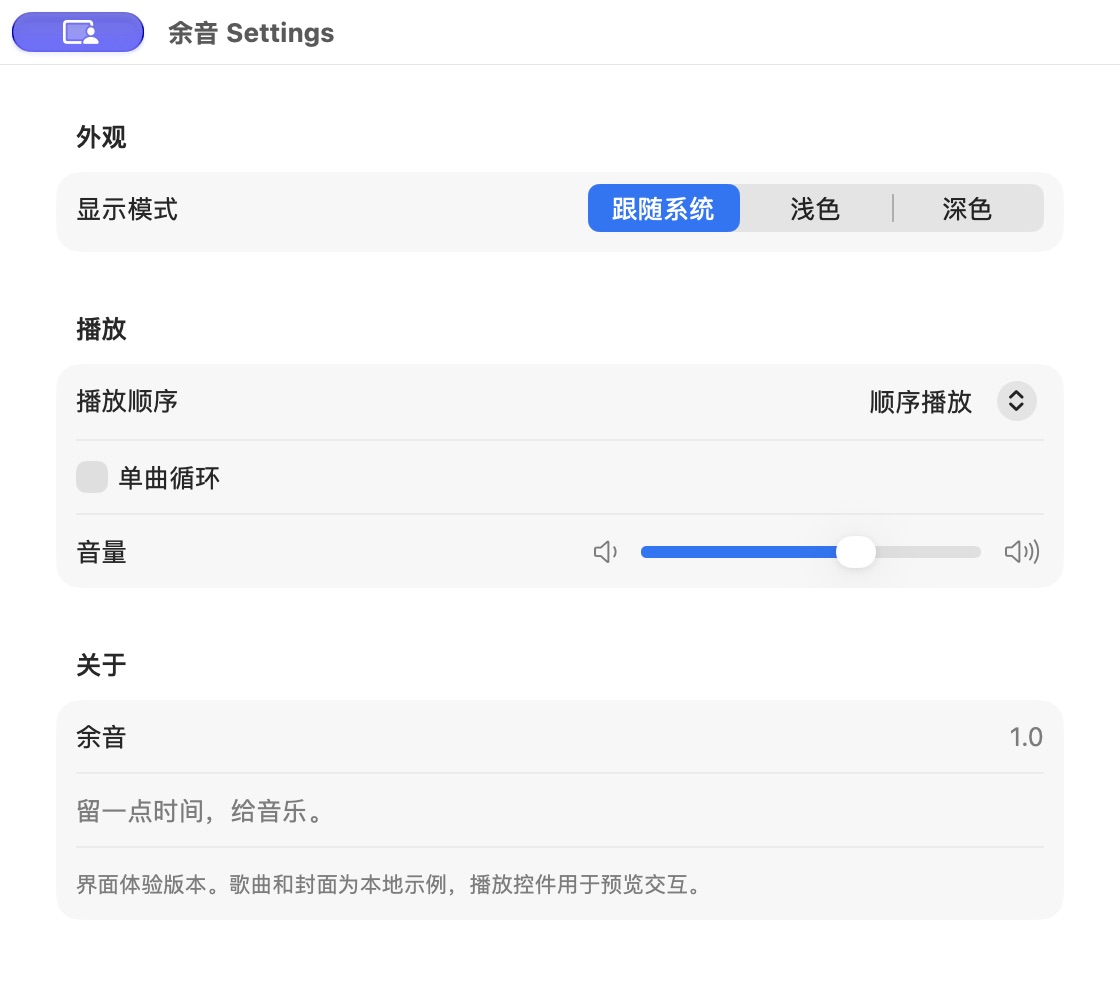 余音 Settings
外观
显示模式
跟随系统
浅色
深色
播放
播放顺序
顺序播放
单曲循环
音量
关于
余音
1.0
留一点时间，给音乐。
界面体验版本。歌曲和封面为本地示例，播放控件用于预览交互。